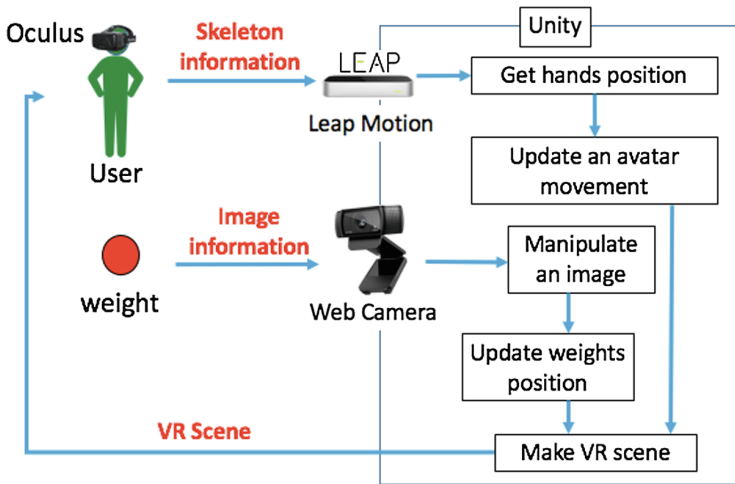 Oculus
Skeleton
information
LEAP
Leap Motion
User
Unity
Get hands position
Update an avatar
movement
Image
information
weight
Web Camera
Manipulate
an image
Update weights
position
VR Scene
Make VR scene